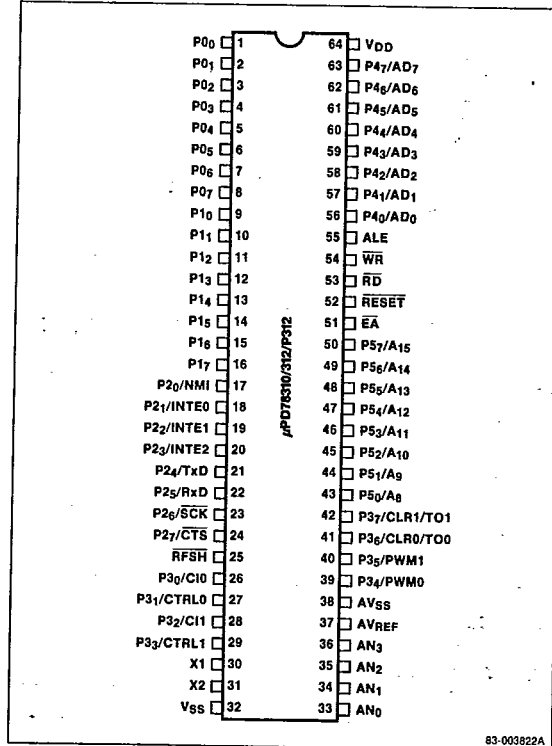 P0₀ 1 64 VDD
P0₁ 2 63 P4₇/AD₇
P0₂ 3 62 P4₆/AD₆
P0₃ 4 61 P4₅/AD₅
P0₄ 5 60 P4₄/AD₄
P0₅ 6 59 P4₃/AD₃
P0₆ 7 58 P4₂/AD₂
P0₇ 8 57 P4₁/AD₁
P1₀ 9 56 P4₀/AD₀
P1₁ 10 55 ALE
P1₂ 11 54 W̅R̅
P1₃ 12 53 R̅D̅
P1₄ 13 52 R̅E̅S̅E̅T̅
P1₅ 14 51 E̅A̅
P1₆ 15 50 P5₇/A₁₅
P1₇ 16 49 P5₆/A₁₄
P2₀/NMI 17 48 P5₅/A₁₃
P2₁/INTE0 18 47 P5₄/A₁₂
P2₂/INTE1 19 46 P5₃/A₁₁
P2₃/INTE2 20 45 P5₂/A₁₀
P2₄/TxD 21 44 P5₁/A₉
P2₅/RxD 22 43 P5₀/A₈
P2₆/S̅C̅K̅ 23 42 P3₇/CLR1/TO1
P2₇/C̅T̅S̅ 24 41 P3₆/CLR0/TO0
R̅F̅S̅H̅ 25 40 P3₅/PWM1
P3₀/CI0 26 39 P3₄/PWM0
P3₁/CTRL0 27 38 AVSS
P3₂/CI1 28 37 AVREF
P3₃/CTRL1 29 36 AN₃
X1 30 35 AN₂
X2 31 34 AN₁
VSS 32 33 AN₀
μPD78310/312/P312
83-003822A